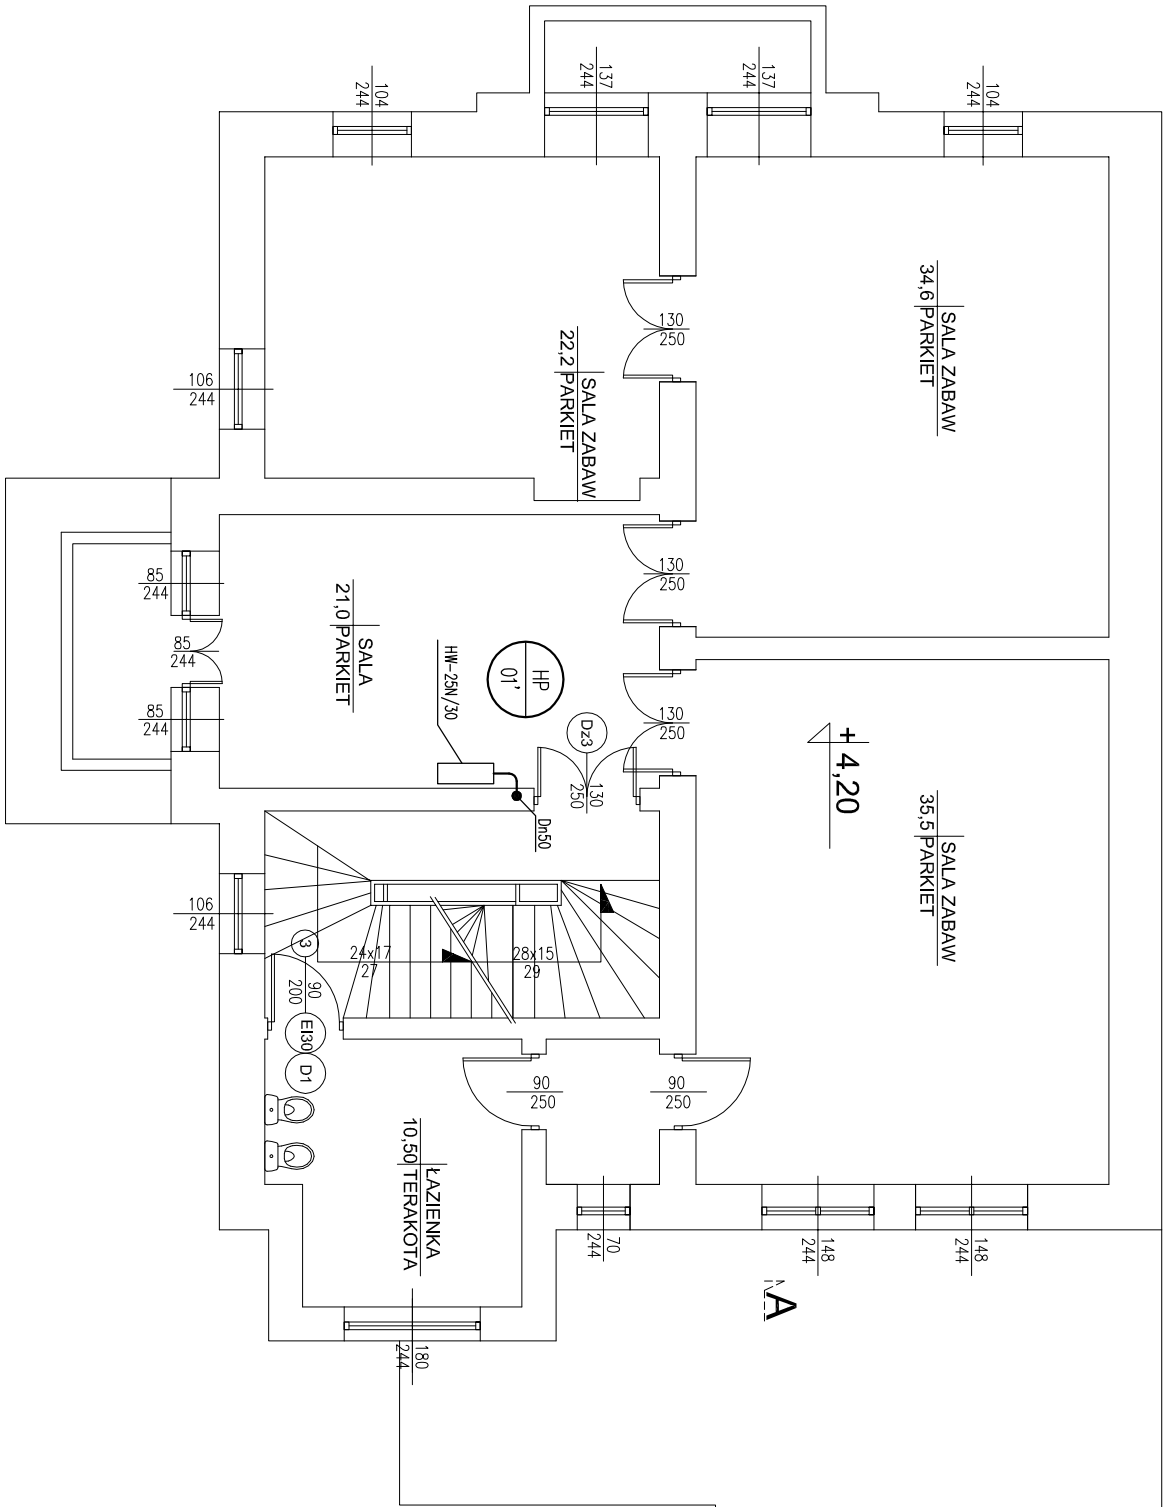 104
244
137
244
137
244
104
244
SALA ZABAW
34,6 PARKIET
130
250
SALA ZABAW
22,2 PARKIET
106
244
130
250
85
244
SALA
21,0 PARKIET
85
244
85
244
HW-25N/30
HP
01'
Dz3
130
250
130
250
+ 4,20
SALA ZABAW
35,5 PARKIET
Dn50
106
244
3
24x17
27
28x15
29
90
200
EI30
D1
90
250
90
250
ŁAZIENKA
10,50 TERAKOTA
70
244
148
244
148
244
A
180
244